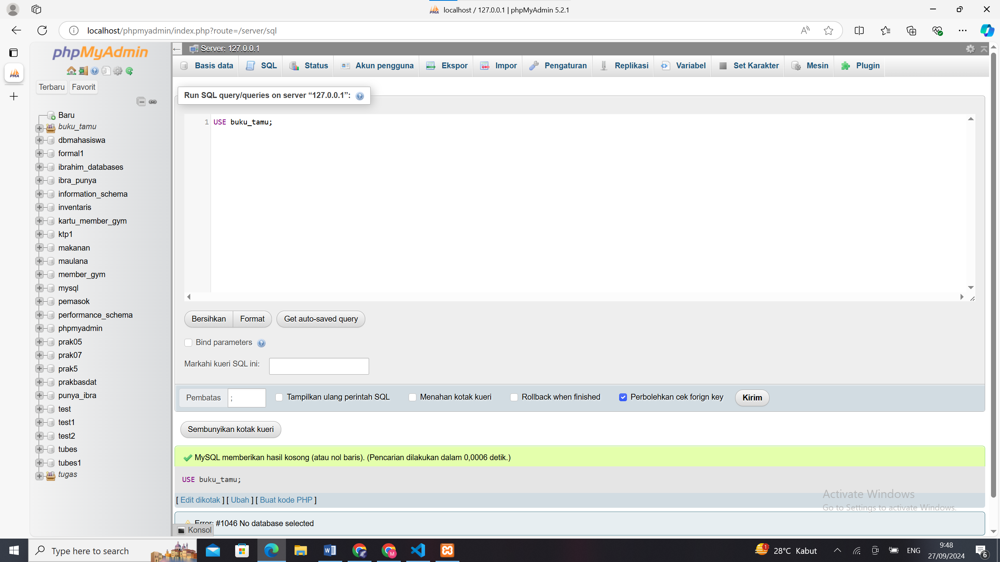 localhost / 127.0.0.1 | phpMyAdmin 5.2.1
localhost/phpmyadmin/index.php?route=/server/sql
phpMyAdmin
Terbaru Favorit
Baru
buku_tamu
dbmahasiswa
formal1
ibrahim_databases
ibra_punya
information_schema
inventaris
kartu_member_gym
ktp1
makanan
maulana
member_gym
mysql
pemasok
performance_schema
phpmyadmin
prak05
prak07
prak5
prakbasdat
punya_ibra
test
test1
test2
tubes
tubes1
tugas
Server: 127.0.0.1
Basis data SQL Status Akun pengguna Ekspor Impor Pengaturan Replikasi Variabel Set Karakter Mesin Plugin
Run SQL query/queries on server “127.0.0.1”:
1 USE buku_tamu;
Bersihkan Format Get auto-saved query
Bind parameters
Markahi kueri SQL ini:
Pembatas ; Tampilkan ulang perintah SQL Menahan kotak kueri Rollback when finished Perbolehkan cek forign key Kirim
Sembunyikan kotak kueri
MySQL memberikan hasil kosong (atau nol baris). (Pencarian dilakukan dalam 0,0006 detik.)
USE buku_tamu;
[ Edit dikotak ] [ Ubah ] [ Buat kode PHP ]
Error: #1046 No database selected
Konsol
Activate Windows
Go to Settings to activate Windows.
Type here to search
1
28°C Kabut
ENG
9:48
27/09/2024
6